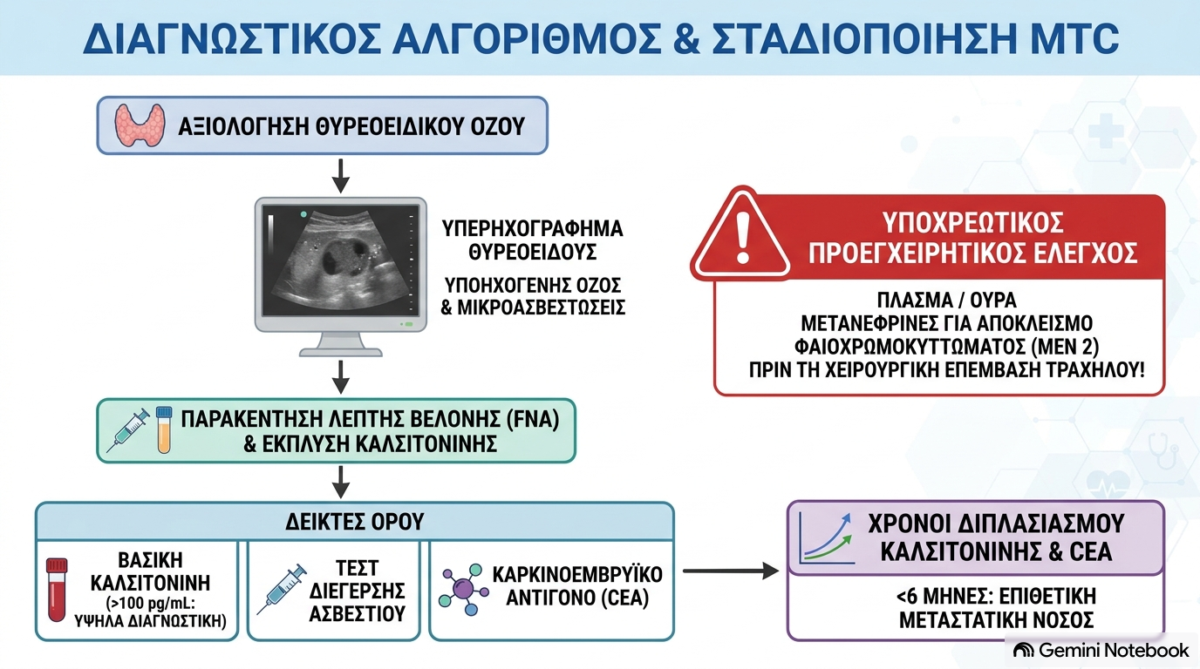 ΔΙΑΓΝΩΣΤΙΚΟΣ ΑΛΓΟΡΙΘΜΟΣ & ΣΤΑΔΙΟΠΟΙΗΣΗ MTC
ΑΞΙΟΛΟΓΗΣΗ ΘΥΡΕΟΕΙΔΙΚΟΥ ΟΖΟΥ
ΥΠΕΡΗΧΟΓΡΑΦΗΜΑ
ΘΥΡΕΟΕΙΔΟΥΣ
ΥΠΟΗΧΟΓΕΝΗΣ ΟΖΟΣ
& ΜΙΚΡΟΑΣΒΕΣΤΩΣΕΙΣ
ΥΠΟΧΡΕΩΤΙΚΟΣ
ΠΡΟΕΓΧΕΙΡΗΤΙΚΟΣ ΕΛΕΓΧΟΣ
ΠΛΑΣΜΑ / ΟΥΡΑ
ΜΕΤΑΝΕΦΡΙΝΕΣ ΓΙΑ ΑΠΟΚΛΕΙΣΜΟ
ΦΑΙΟΧΡΩΜΟΚΥΤΤΩΜΑΤΟΣ (MEN 2)
ΠΡΙΝ ΤΗ ΧΕΙΡΟΥΡΓΙΚΗ ΕΠΕΜΒΑΣΗ ΤΡΑΧΗΛΟΥ!
ΠΑΡΑΚΕΝΤΗΣΗ ΛΕΠΤΗΣ ΒΕΛΟΝΗΣ (FNA)
& ΕΚΠΛΥΣΗ ΚΑΛΣΙΤΟΝΙΝΗΣ
ΔΕΙΚΤΕΣ ΟΡΟΥ
ΒΑΣΙΚΗ
ΚΑΛΣΙΤΟΝΙΝΗ
(>100 pg/mL:
ΥΨΗΛΑ ΔΙΑΓΝΩΣΤΙΚΗ)
ΤΕΣΤ
ΔΙΕΓΕΡΣΗΣ
ΑΣΒΕΣΤΙΟΥ
ΚΑΡΚΙΝΟΕΜΒΡΥΪΚΟ
ΑΝΤΙΓΟΝΟ (CEA)
ΧΡΟΝΟΙ ΔΙΠΛΑΣΙΑΣΜΟΥ
ΚΑΛΣΙΤΟΝΙΝΗΣ & CEA
<6 ΜΗΝΕΣ: ΕΠΙΘΕΤΙΚΗ
ΜΕΤΑΣΤΑΤΙΚΗ ΝΟΣΟΣ
Gemini Notebook